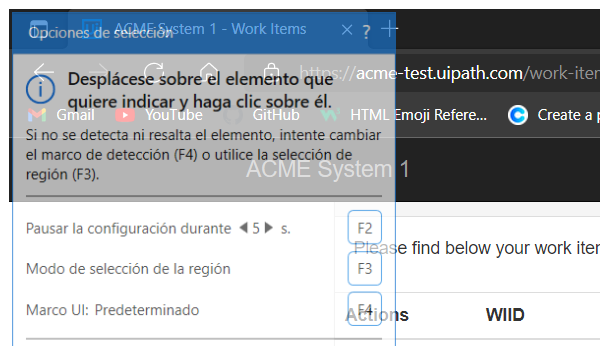 Opciones de selección ?
ACME System 1 - Work Items
https://acme-test.uipath.com/work-item
Desplácese sobre el elemento que
quiere indicar y haga clic sobre él.
Gmail YouTube GitHub HTML Emoji Refere... Create a p
Si no se detecta ni resalta el elemento, intente cambiar
el marco de detección (F4) o utilice la selección de
región (F3).
ACME System 1
Pausar la configuración durante 5 s. F2
Please find below your work iter
Modo de selección de la región F3
Marco UI: Predeterminado F4
Actions WIID